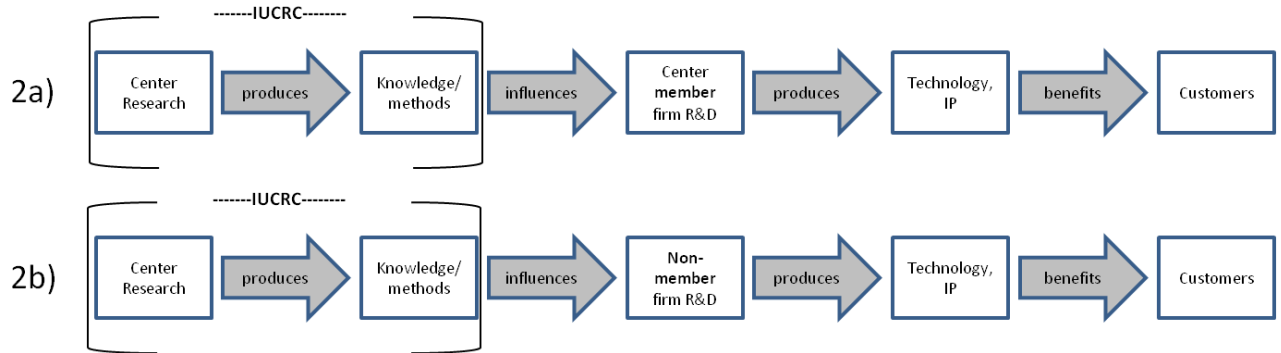 -------IUCRC--------
2a)
Center
Research
produces
Knowledge/
methods
influences
Center
member
firm R&D
produces
Technology,
IP
benefits
Customers
-------IUCRC--------
2b)
Center
Research
produces
Knowledge/
methods
influences
Non-
member
firm R&D
produces
Technology,
IP
benefits
Customers